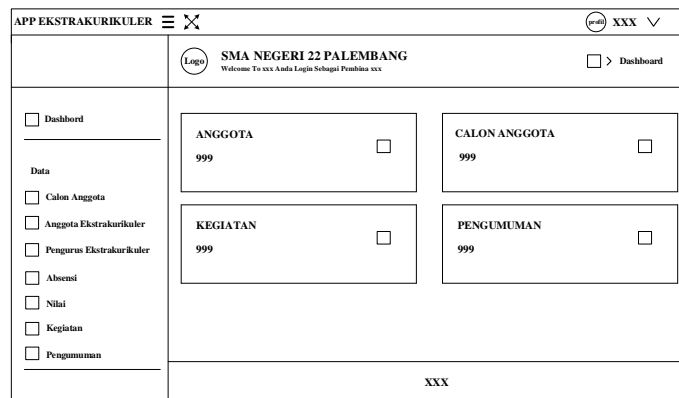 APP EKSTRAKURIKULER
profil XXX
Logo
SMA NEGERI 22 PALEMBANG
Welcome To xxx Anda Login Sebagai Pembina xxx
> Dashboard
Dashbord
Data
Calon Anggota
Anggota Ekstrakurikuler
Pengurus Ekstrakurikuler
Absensi
Nilai
Kegiatan
Pengumuman
ANGGOTA
999
CALON ANGGOTA
999
KEGIATAN
999
PENGUMUMAN
999
XXX